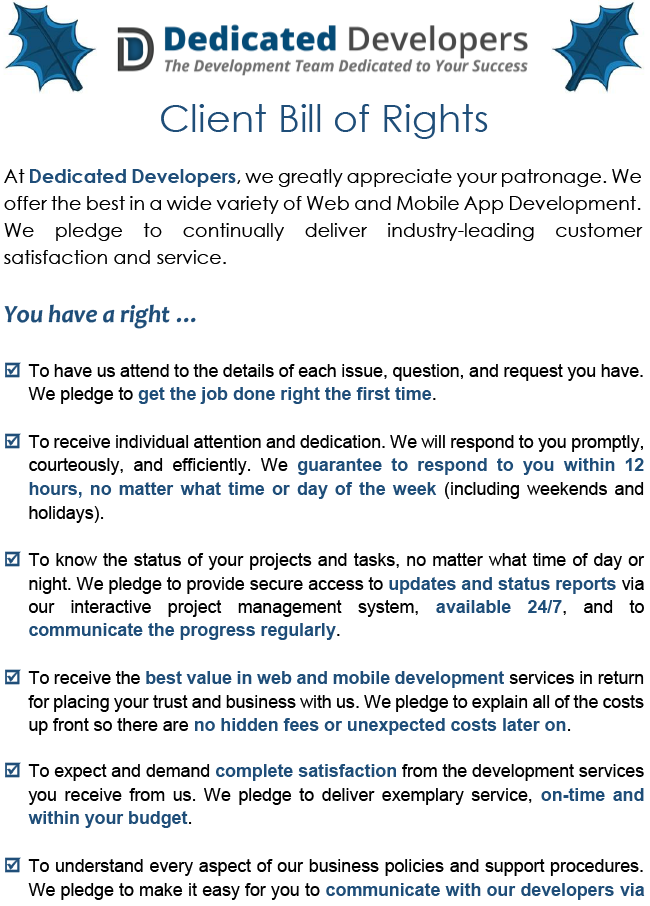 Dedicated Developers
The Development Team Dedicated to Your Success
Client Bill of Rights
At Dedicated Developers, we greatly appreciate your patronage. We
offer the best in a wide variety of Web and Mobile App Development.
We pledge to continually deliver industry-leading customer
satisfaction and service.
You have a right ...
To have us attend to the details of each issue, question, and request you have.
We pledge to get the job done right the first time.
To receive individual attention and dedication. We will respond to you promptly,
courteously, and efficiently. We guarantee to respond to you within 12
hours, no matter what time or day of the week (including weekends and
holidays).
To know the status of your projects and tasks, no matter what time of day or
night. We pledge to provide secure access to updates and status reports via
our interactive project management system, available 24/7, and to
communicate the progress regularly.
To receive the best value in web and mobile development services in return
for placing your trust and business with us. We pledge to explain all of the costs
up front so there are no hidden fees or unexpected costs later on.
To expect and demand complete satisfaction from the development services
you receive from us. We pledge to deliver exemplary service, on-time and
within your budget.
To understand every aspect of our business policies and support procedures.
We pledge to make it easy for you to communicate with our developers via